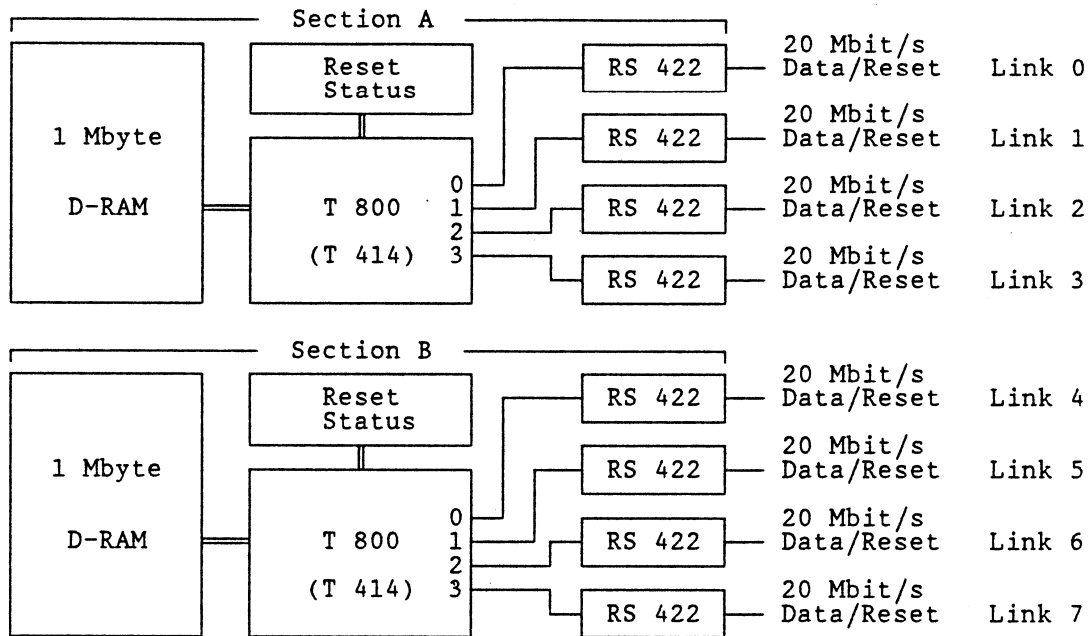 Section A
1 Mbyte
D-RAM
Reset
Status
T 800
(T 414)
0
1
2
3
RS 422
20 Mbit/s
Data/Reset Link 0
RS 422
20 Mbit/s
Data/Reset Link 1
RS 422
20 Mbit/s
Data/Reset Link 2
RS 422
20 Mbit/s
Data/Reset Link 3
Section B
1 Mbyte
D-RAM
Reset
Status
T 800
(T 414)
0
1
2
3
RS 422
20 Mbit/s
Data/Reset Link 4
RS 422
20 Mbit/s
Data/Reset Link 5
RS 422
20 Mbit/s
Data/Reset Link 6
RS 422
20 Mbit/s
Data/Reset Link 7